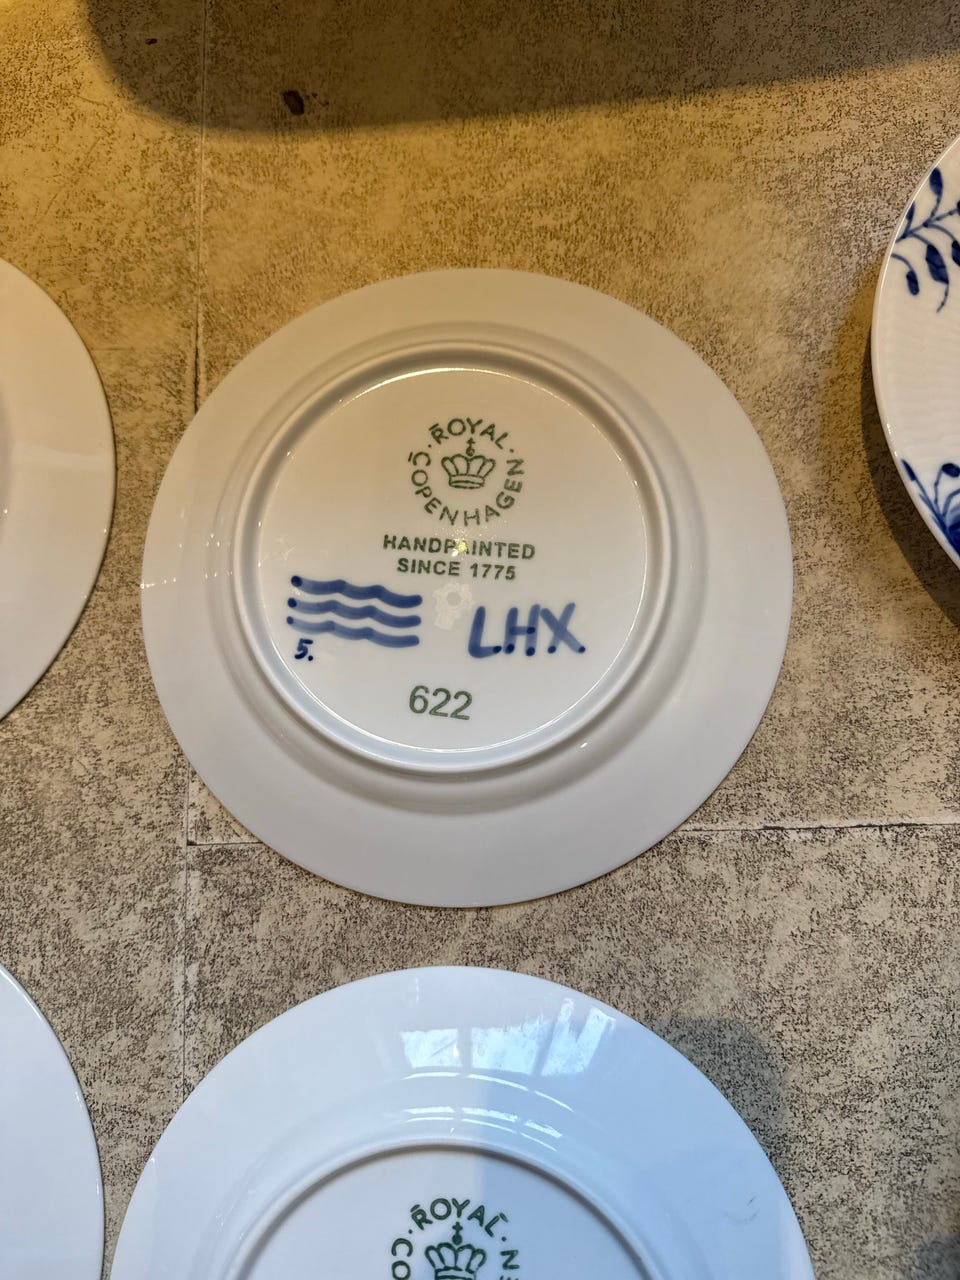 ROYAL COPENHAGEN
HANDPAINTED
SINCE 1775
5.
LHX.
622
ROYAL